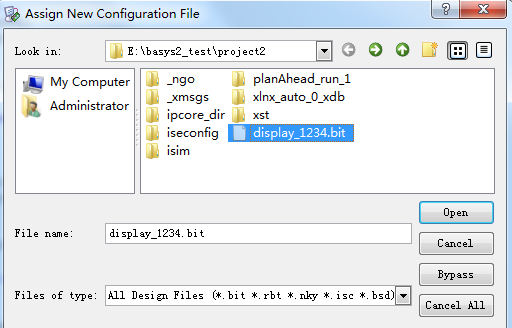 Assign New Configuration File
Look in: E:\basys2_test\project2
My Computer
Administrator
_ngo planAhead_run_1
_xmsgs xlnx_auto_0_xdb
ipcore_dir xst
iseconfig display_1234.bit
isim
Open
File name: display_1234.bit
Cancel
Bypass
Files of type: All Design Files (*.bit *.rbt *.nky *.isc *.bsd)
Cancel All